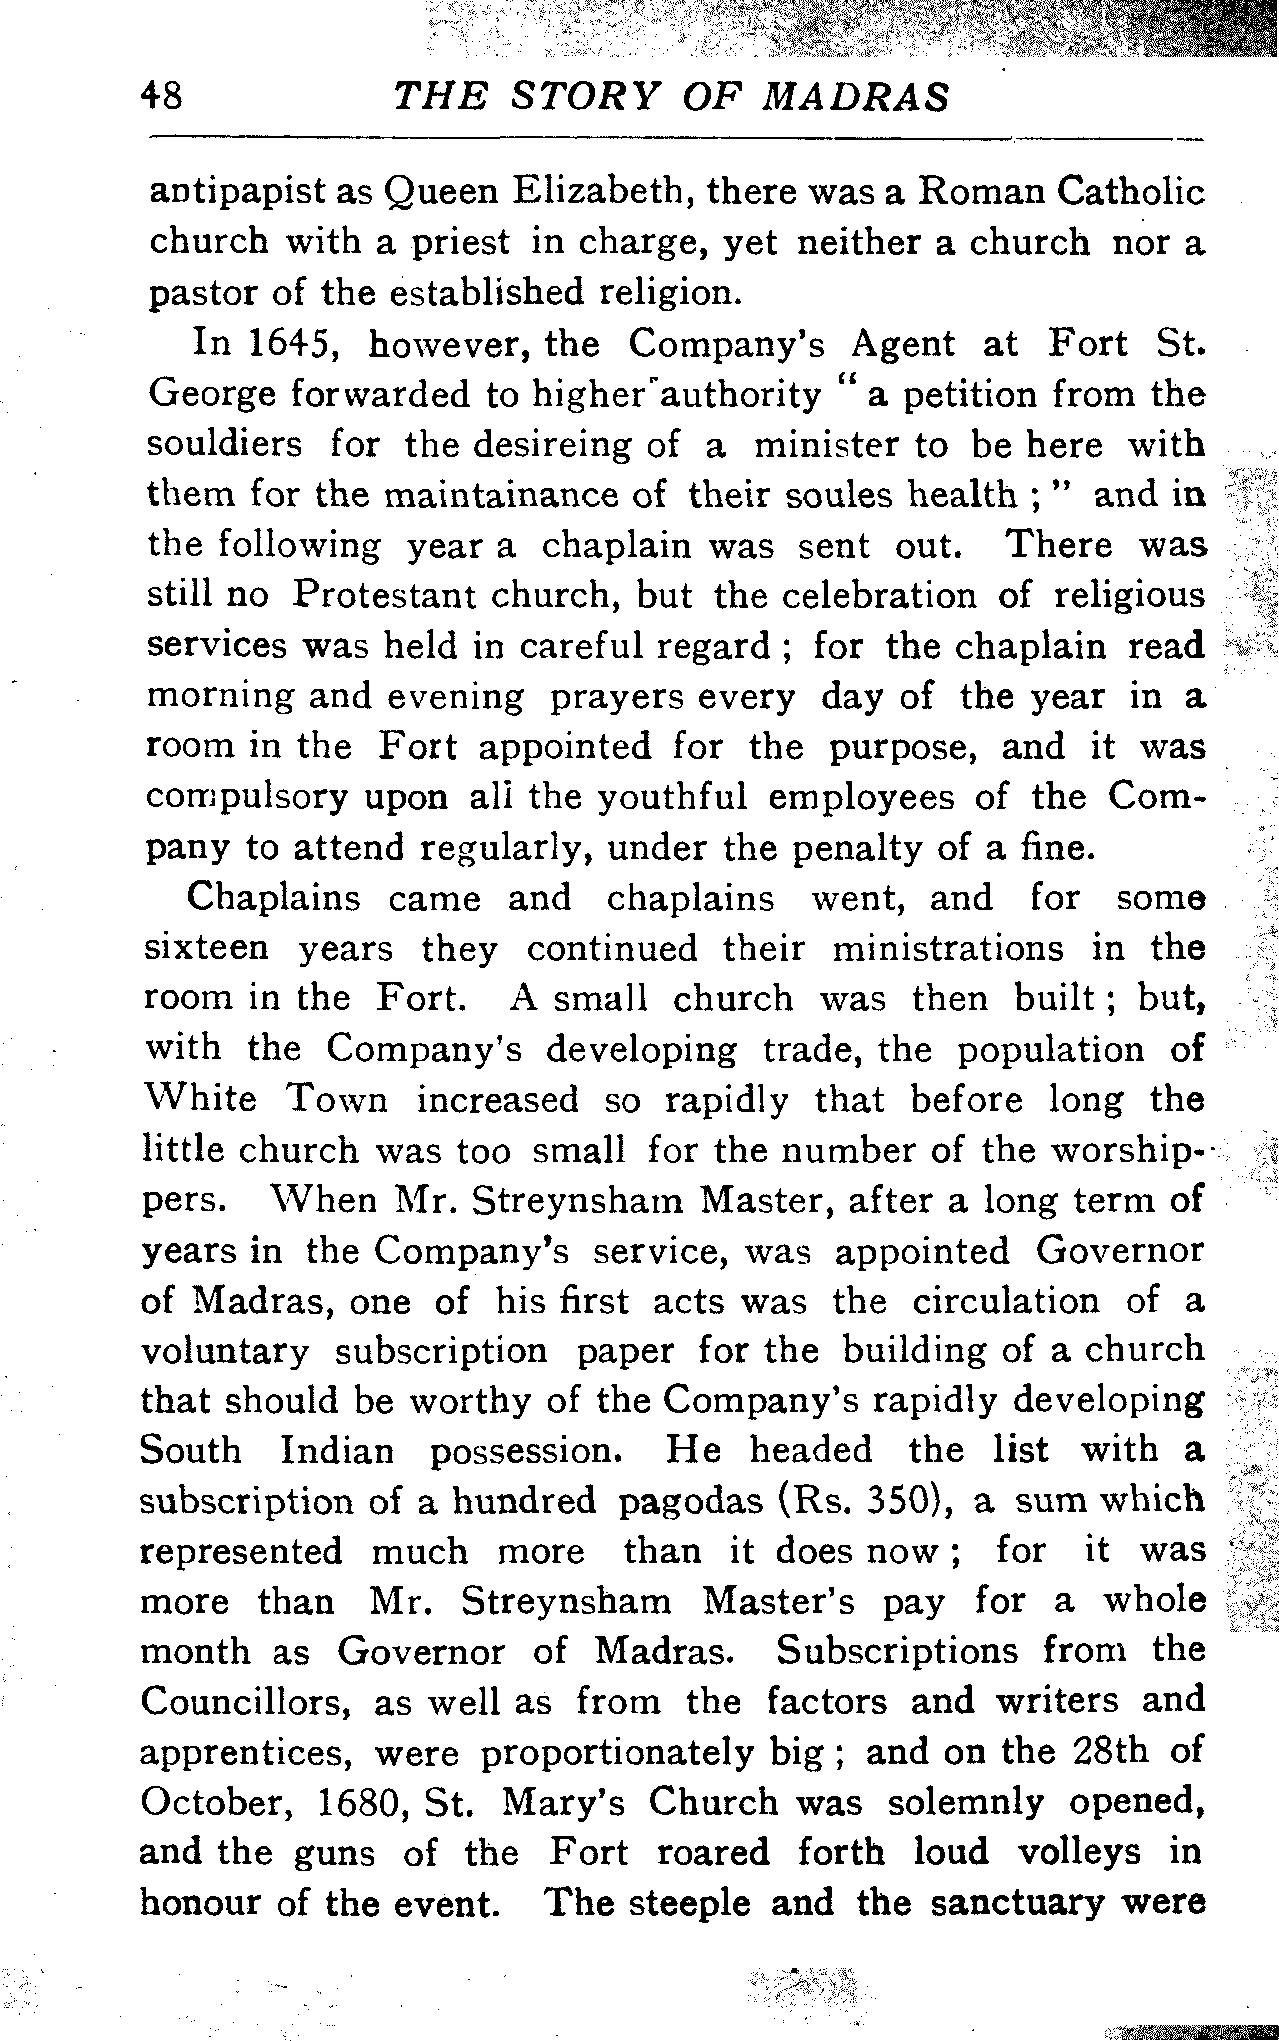 48 THE STORY OF MADRAS
antipapist as Queen Elizabeth, there was a Roman Catholic
church with a priest in charge, yet neither a church nor a
pastor of the established religion.
In 1645, however, the Company's Agent at Fort St.
George forwarded to higher authority " a petition from the
souldiers for the desireing of a minister to be here with
them for the maintainance of their soules health ; " and in
the following year a chaplain was sent out. There was
still no Protestant church, but the celebration of religious
services was held in careful regard ; for the chaplain read
morning and evening prayers every day of the year in a
room in the Fort appointed for the purpose, and it was
compulsory upon all the youthful employees of the Com-
pany to attend regularly, under the penalty of a fine.
Chaplains came and chaplains went, and for some
sixteen years they continued their ministrations in the
room in the Fort. A small church was then built ; but,
with the Company's developing trade, the population of
White Town increased so rapidly that before long the
little church was too small for the number of the worship-
pers. When Mr. Streynsham Master, after a long term of
years in the Company's service, was appointed Governor
of Madras, one of his first acts was the circulation of a
voluntary subscription paper for the building of a church
that should be worthy of the Company's rapidly developing
South Indian possession. He headed the list with a
subscription of a hundred pagodas (Rs. 350), a sum which
represented much more than it does now ; for it was
more than Mr. Streynsham Master's pay for a whole
month as Governor of Madras. Subscriptions from the
Councillors, as well as from the factors and writers and
apprentices, were proportionately big ; and on the 28th of
October, 1680, St. Mary's Church was solemnly opened,
and the guns of the Fort roared forth loud volleys in
honour of the event. The steeple and the sanctuary were